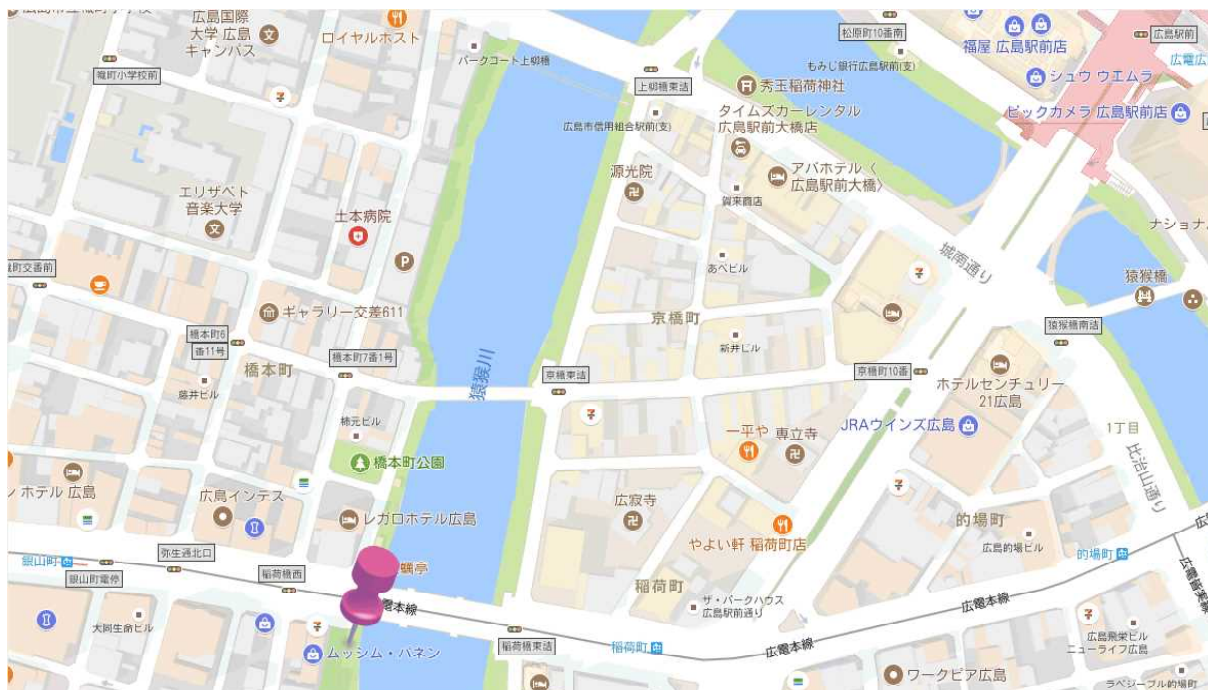 広島国際
大学 広島
キャンパス
ロイヤルホスト
パークコート上柳橋
幟町小学校前
松原町10番南
もみじ銀行広島駅前(支)
福屋 広島駅前店
広島駅前
シュウ ウエムラ
ビックカメラ 広島駅前店
上柳橋東詰
秀玉稲荷神社
タイムズカーレンタル
広島駅前大橋店
広島市信用組合駅前(支)
アパホテル〈
広島駅前大橋〉
源光院
賀来商店
エリザベト
音楽大学
土本病院
ナショナル
城南通り
猿猴橋
町交番前
あべビル
ギャラリー交差611
京橋町
猿猴橋南詰
橋本町6
番11号
橋本町7番1号
新井ビル
橋本町
猿猴川
京橋東詰
京橋町10番
藤井ビル
ホテルセンチュリー
21広島
柿元ビル
一平や
専立寺
JRAウインズ広島
1丁目
比治山通り
橋本町公園
ン ホテル 広島
広島インテス
レガロホテル広島
広寂寺
やよい軒 稲荷町店
的場町
広島的場ビル
的場町
銀山町
弥生通北口
銀山町電停
稲荷橋西
蠣亭
広電本線
稲荷町
ザ・パークハウス
広島駅前通り
広電本線
広電皆実線
大同生命ビル
ムッシム・パネン
稲荷橋東詰
稲荷町
広電本線
広島飛栄ビル
ニューライフ広島
ワークピア広島
ラペジーブル的場町